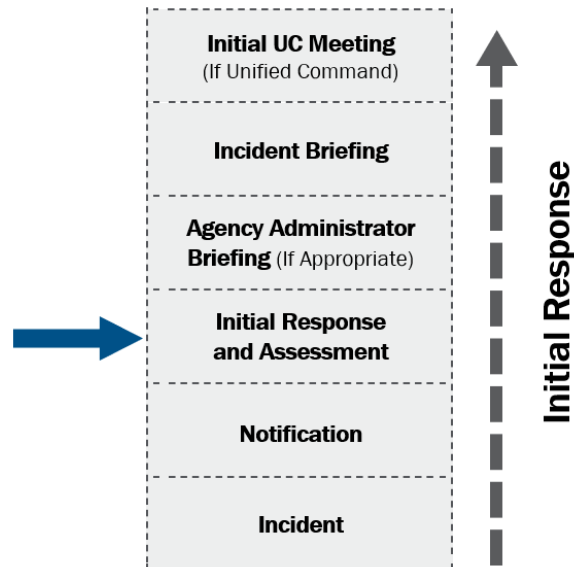 Initial UC Meeting
(If Unified Command)
Incident Briefing
Agency Administrator
Briefing (If Appropriate)
Initial Response
and Assessment
Notification
Incident
Initial Response